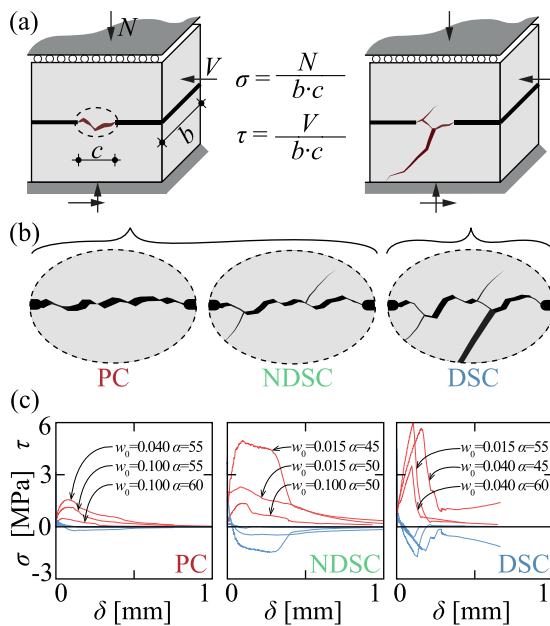 (a)
N
V
b
c
σ = N / b·c
τ = V / b·c
(b)
PC
NDSC
DSC
(c)
6
3
0
-3
σ [MPa] τ
w₀=0.040 α=55
w₀=0.100 α=55
w₀=0.100 α=60
PC
w₀=0.015 α=45
w₀=0.015 α=50
w₀=0.100 α=50
NDSC
w₀=0.015 α=55
w₀=0.040 α=45
w₀=0.040 α=60
DSC
0 1
0 1
0 1
δ [mm]
δ [mm]
δ [mm]